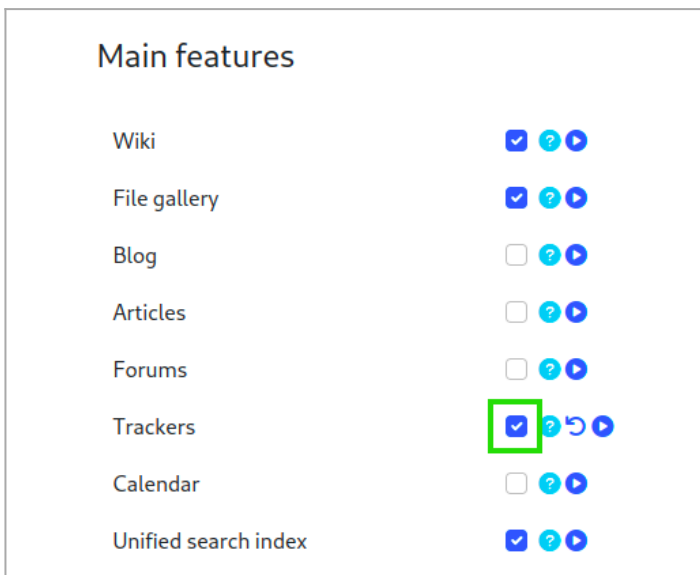 Main features
Wiki
File gallery
Blog
Articles
Forums
Trackers
Calendar
Unified search index